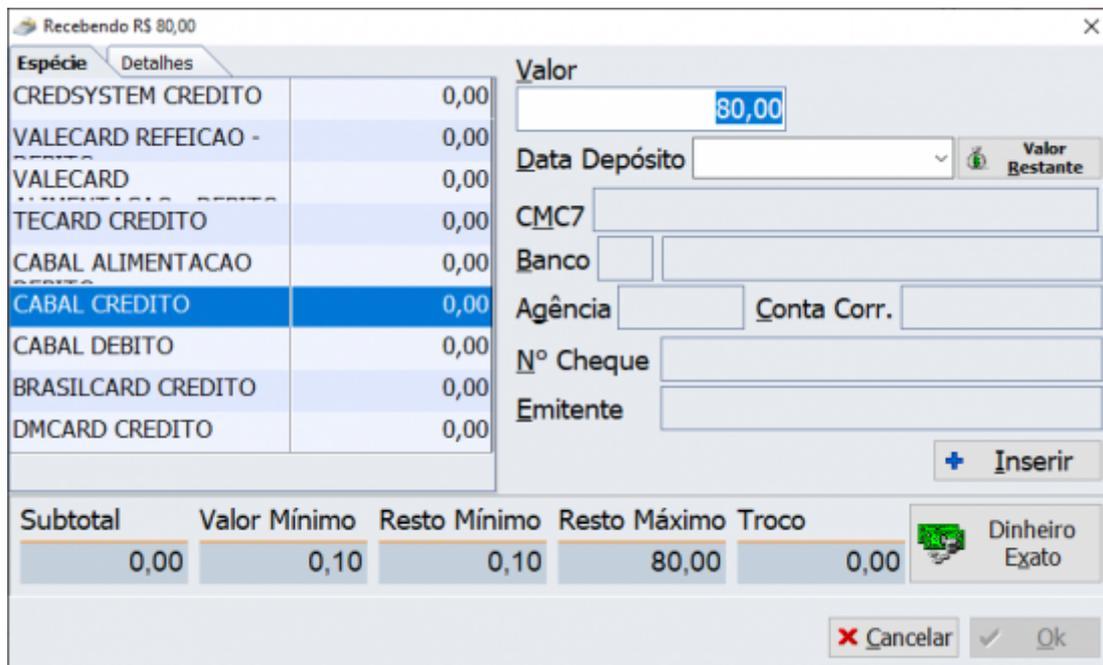 Recebendo R$ 80,00
Espécie Detalhes
CREDSYSTEM CREDITO 0,00
VALECARD REFEICAO - 0,00
VALECARD 0,00
TECARD CREDITO 0,00
CABAL ALIMENTACAO 0,00
CABAL CREDITO 0,00
CABAL DEBITO 0,00
BRASILCARD CREDITO 0,00
DMCARD CREDITO 0,00
Valor
80,00
Data Depósito
Valor
Restante
CMC7
Banco
Agência Conta Corr.
Nº Cheque
Emitente
Inserir
Subtotal Valor Mínimo Resto Mínimo Resto Máximo Troco
0,00 0,10 0,10 80,00 0,00
Dinheiro
Exato
Cancelar Ok